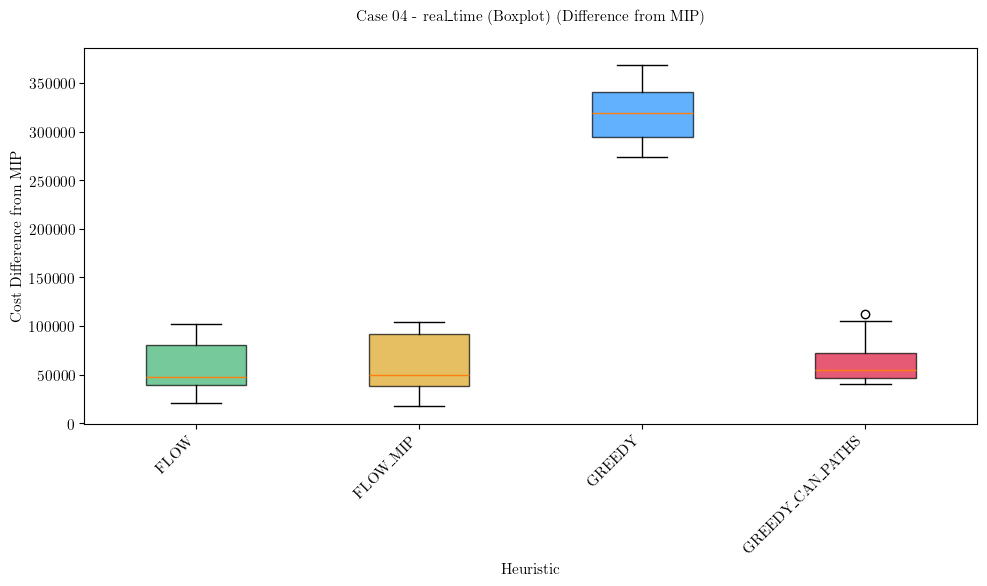 Case 04 - real_time (Boxplot) (Difference from MIP)
Cost Difference from MIP
350000
300000
250000
200000
150000
100000
50000
0
FLOW
FLOW_MIP
GREEDY
GREEDY_CAN_PATHS
Heuristic